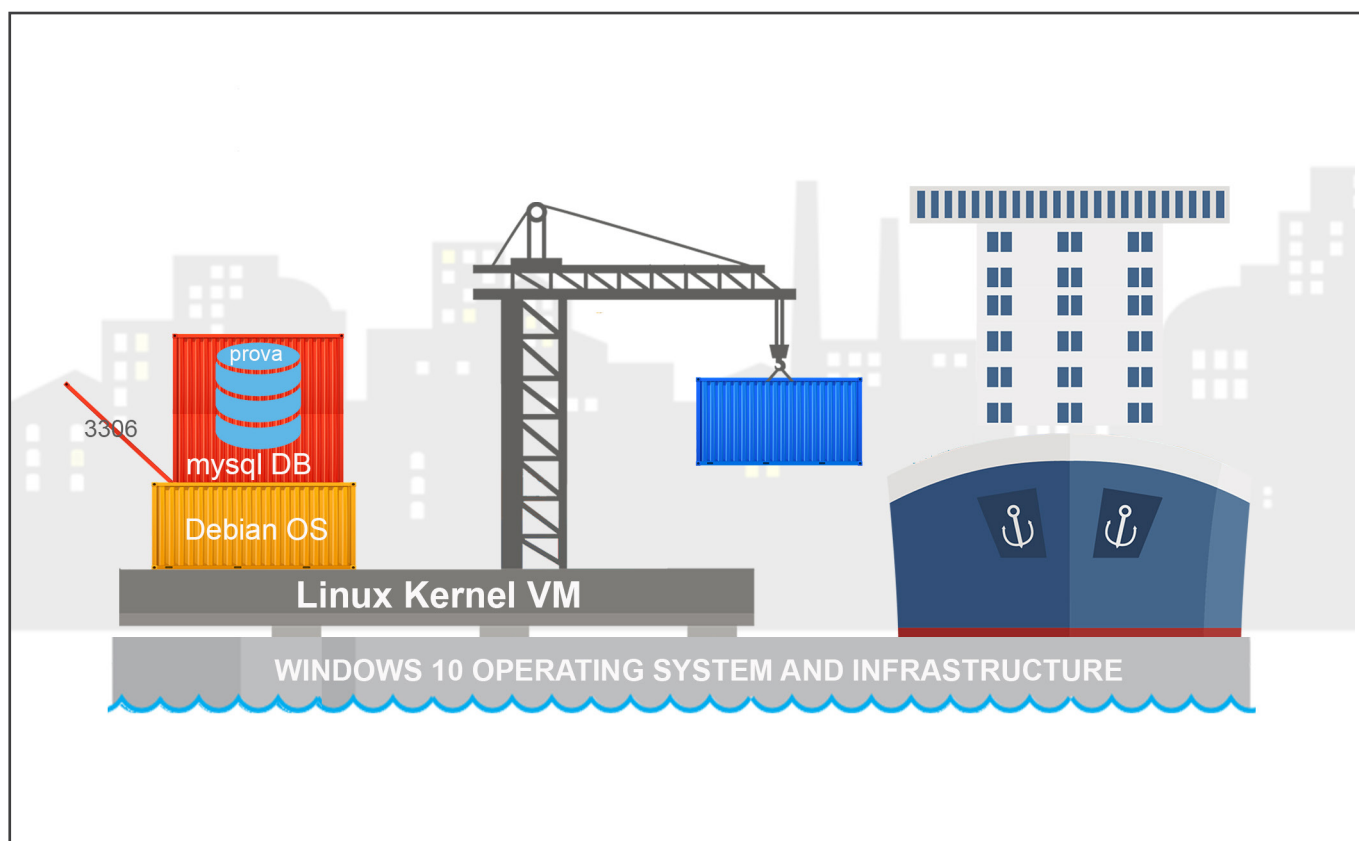 prova
3306
mysql DB
Debian OS
Linux Kernel VM
WINDOWS 10 OPERATING SYSTEM AND INFRASTRUCTURE